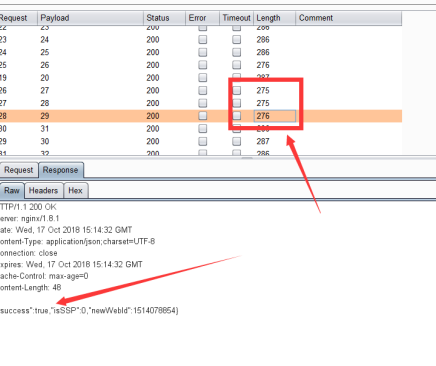 Request Payload Status Error Timeout Length Comment
22 23 200 286
23 24 200 286
24 25 200 286
25 26 200 276
19 20 200 287
26 27 200 275
27 28 200 275
28 29 200 276
30 31 200 286
29 30 200 287
31 32 200 286
Request Response
Raw Headers Hex
TTP/1.1 200 OK
erver: nginx/1.8.1
ate: Wed, 17 Oct 2018 15:14:32 GMT
ontent-Type: application/json;charset=UTF-8
onnection: close
xpires: Wed, 17 Oct 2018 15:14:32 GMT
ache-Control: max-age=0
ontent-Length: 48
success":true,"isSSP":0,"newWebId":1514078854}